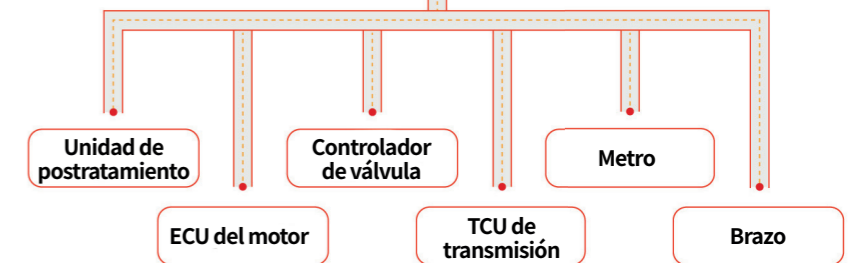 Unidad de
postratamiento
Controlador
de válvula
Metro
ECU del motor
TCU de
transmisión
Brazo